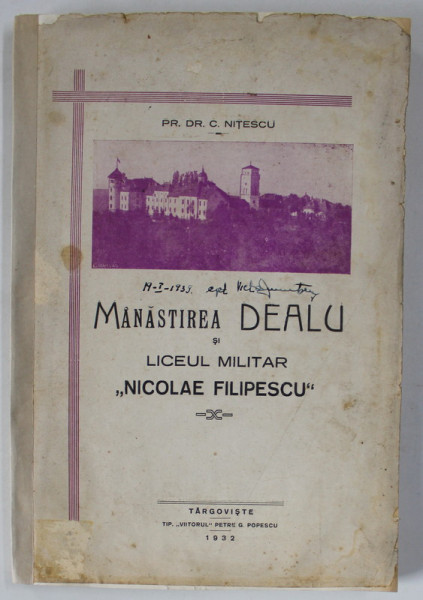 PR. DR. C. NIȚESCU
MÂNĂSTIREA DEALU
ȘI
LICEUL MILITAR
„NICOLAE FILIPESCU“
TÂRGOVIȘTE
TIP. „VIITORUL“ PETRE G. POPESCU
1932